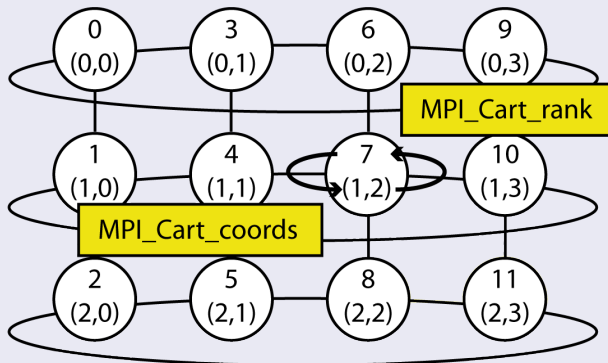 0 3 6 9
(0,0) (0,1) (0,2) (0,3)
MPI_Cart_rank
1 4 7 10
(1,0) (1,1) (1,2) (1,3)
MPI_Cart_coords
2 5 8 11
(2,0) (2,1) (2,2) (2,3)